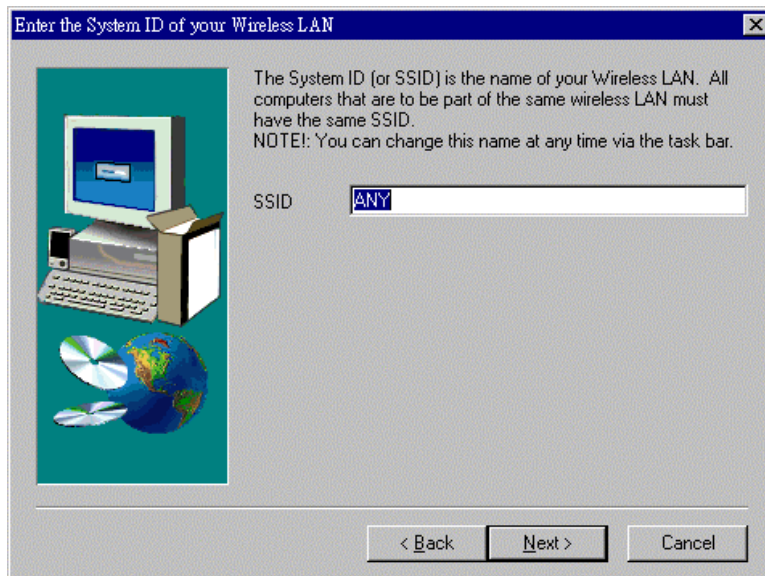 Enter the System ID of your Wireless LAN
The System ID (or SSID) is the name of your Wireless LAN. All
computers that are to be part of the same wireless LAN must
have the same SSID.
NOTE!: You can change this name at any time via the task bar.
SSID ANY
< Back Next > Cancel